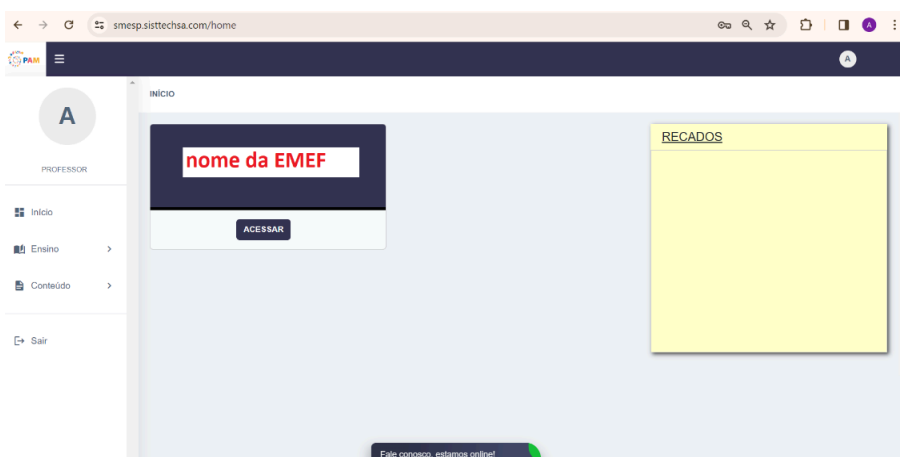 smesp.sisttechsa.com/home
A
PAM
A
A
PROFESSOR
Início
Ensino
Conteúdo
Sair
INÍCIO
nome da EMEF
ACESSAR
RECADOS
Fale conosco, estamos online!